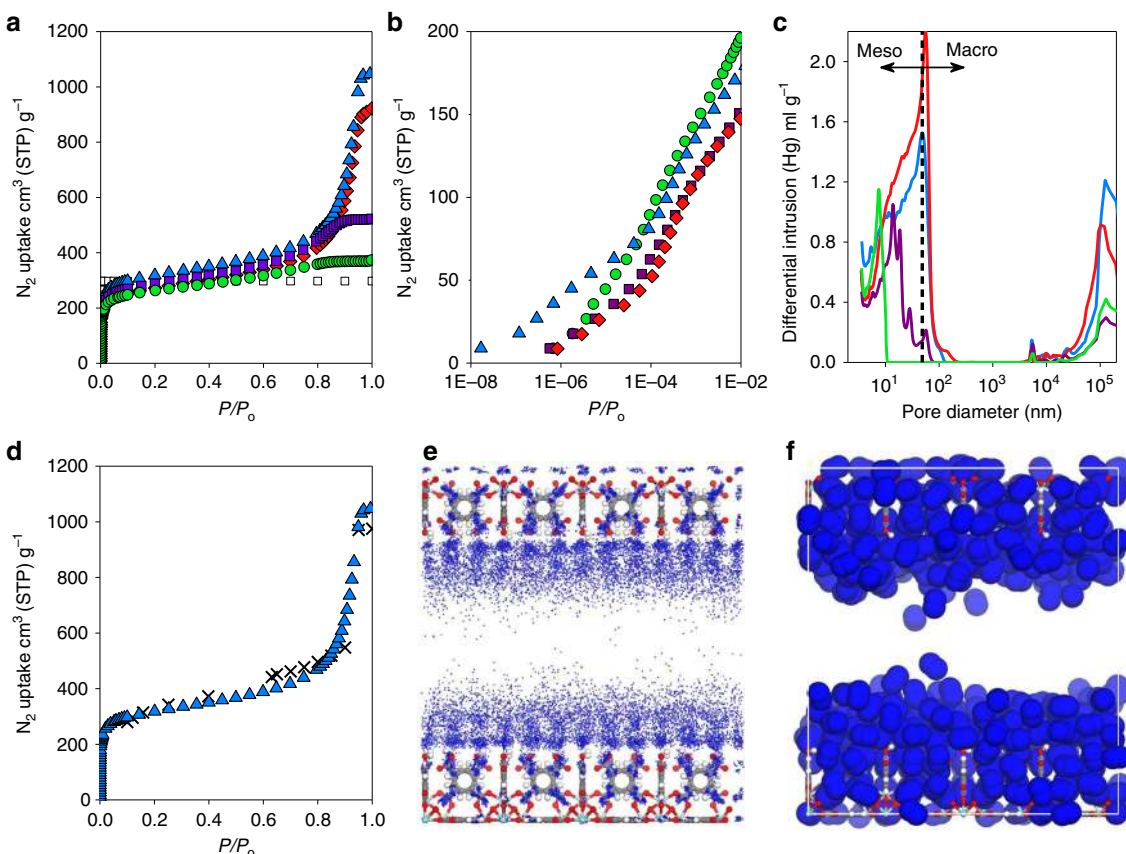 a
1200
1000
800
600
400
200
0
N₂ uptake cm³ (STP) g⁻¹
0.0 0.2 0.4 0.6 0.8 1.0
P/Pₒ
b
200
150
100
50
0
N₂ uptake cm³ (STP) g⁻¹
1E−08 1E−06 1E−04 1E−02
P/Pₒ
c
Meso Macro
2.0
1.6
1.2
0.8
0.4
0.0
Differential intrusion (Hg) ml g⁻¹
10¹ 10² 10³ 10⁴ 10⁵
Pore diameter (nm)
d
1200
1000
800
600
400
200
0
N₂ uptake cm³ (STP) g⁻¹
0.0 0.2 0.4 0.6 0.8 1.0
P/Pₒ
e
f